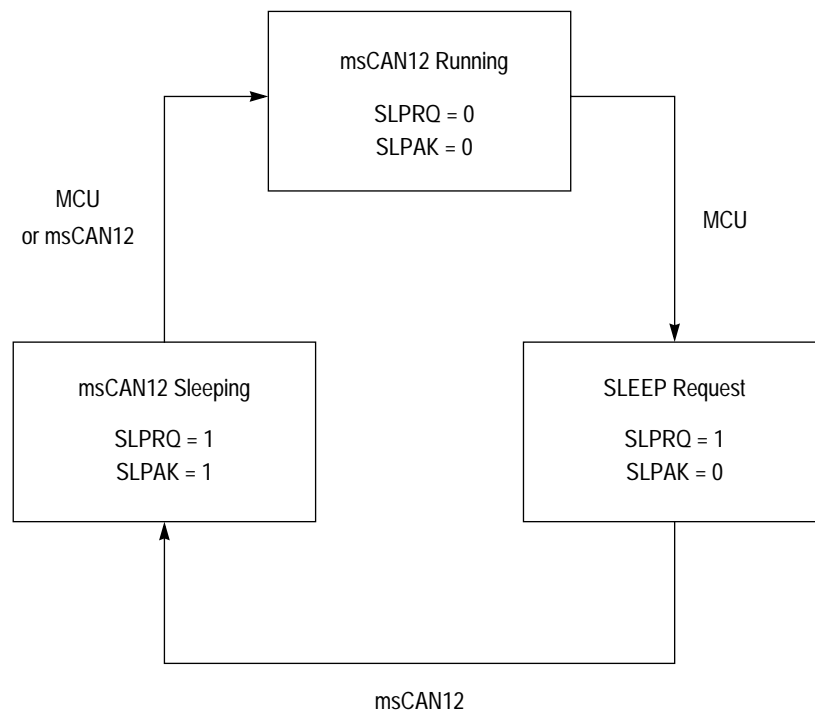 msCAN12 Running
SLPRQ = 0
SLPAK = 0
MCU
or msCAN12
MCU
msCAN12 Sleeping
SLPRQ = 1
SLPAK = 1
SLEEP Request
SLPRQ = 1
SLPAK = 0
msCAN12